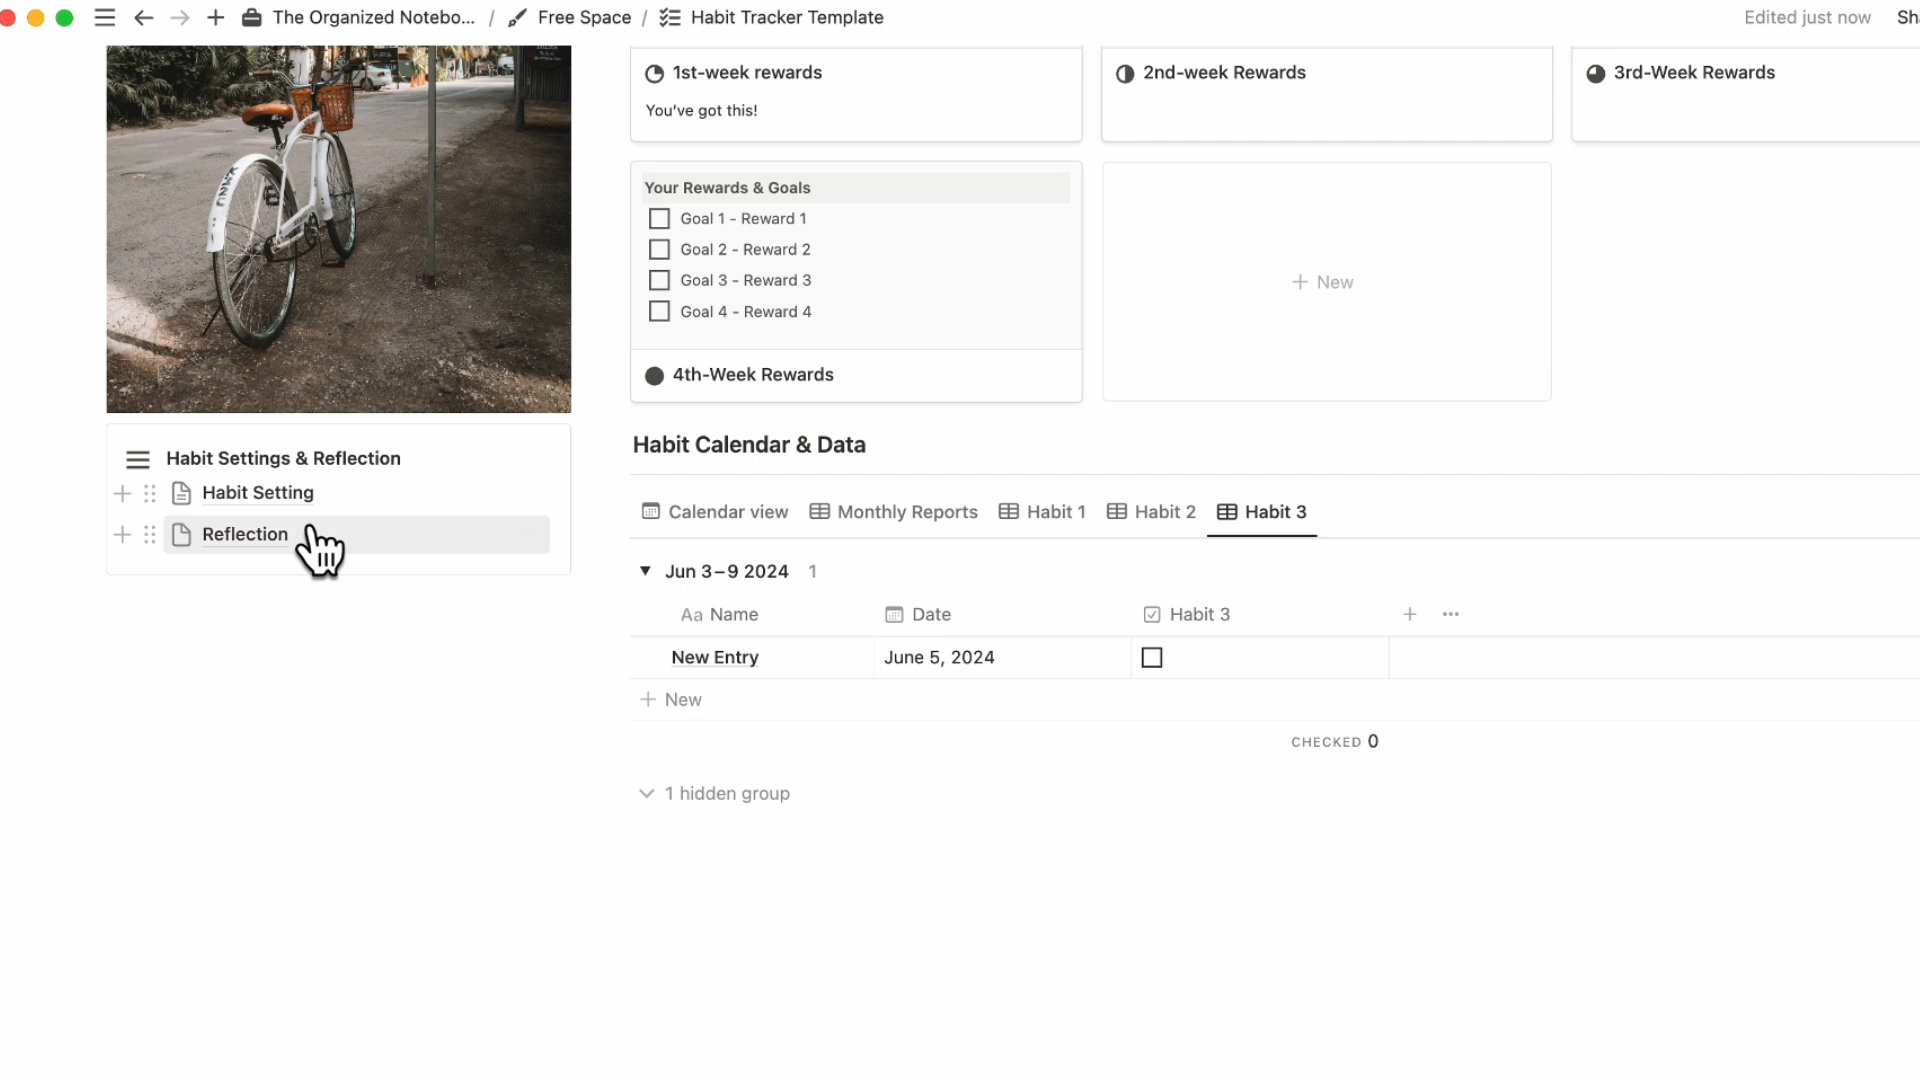 The Organized Notebo... / Free Space / Habit Tracker Template
Edited just now
1st-week rewards
You've got this!
2nd-week Rewards
3rd-Week Rewards
Your Rewards & Goals
Goal 1 - Reward 1
Goal 2 - Reward 2
Goal 3 - Reward 3
Goal 4 - Reward 4
4th-Week Rewards
+ New
Habit Settings & Reflection
Habit Setting
Reflection
Habit Calendar & Data
Calendar view
Monthly Reports
Habit 1
Habit 2
Habit 3
Jun 3–9 2024 1
Aa Name
Date
Habit 3
New Entry
June 5, 2024
+ New
CHECKED 0
1 hidden group